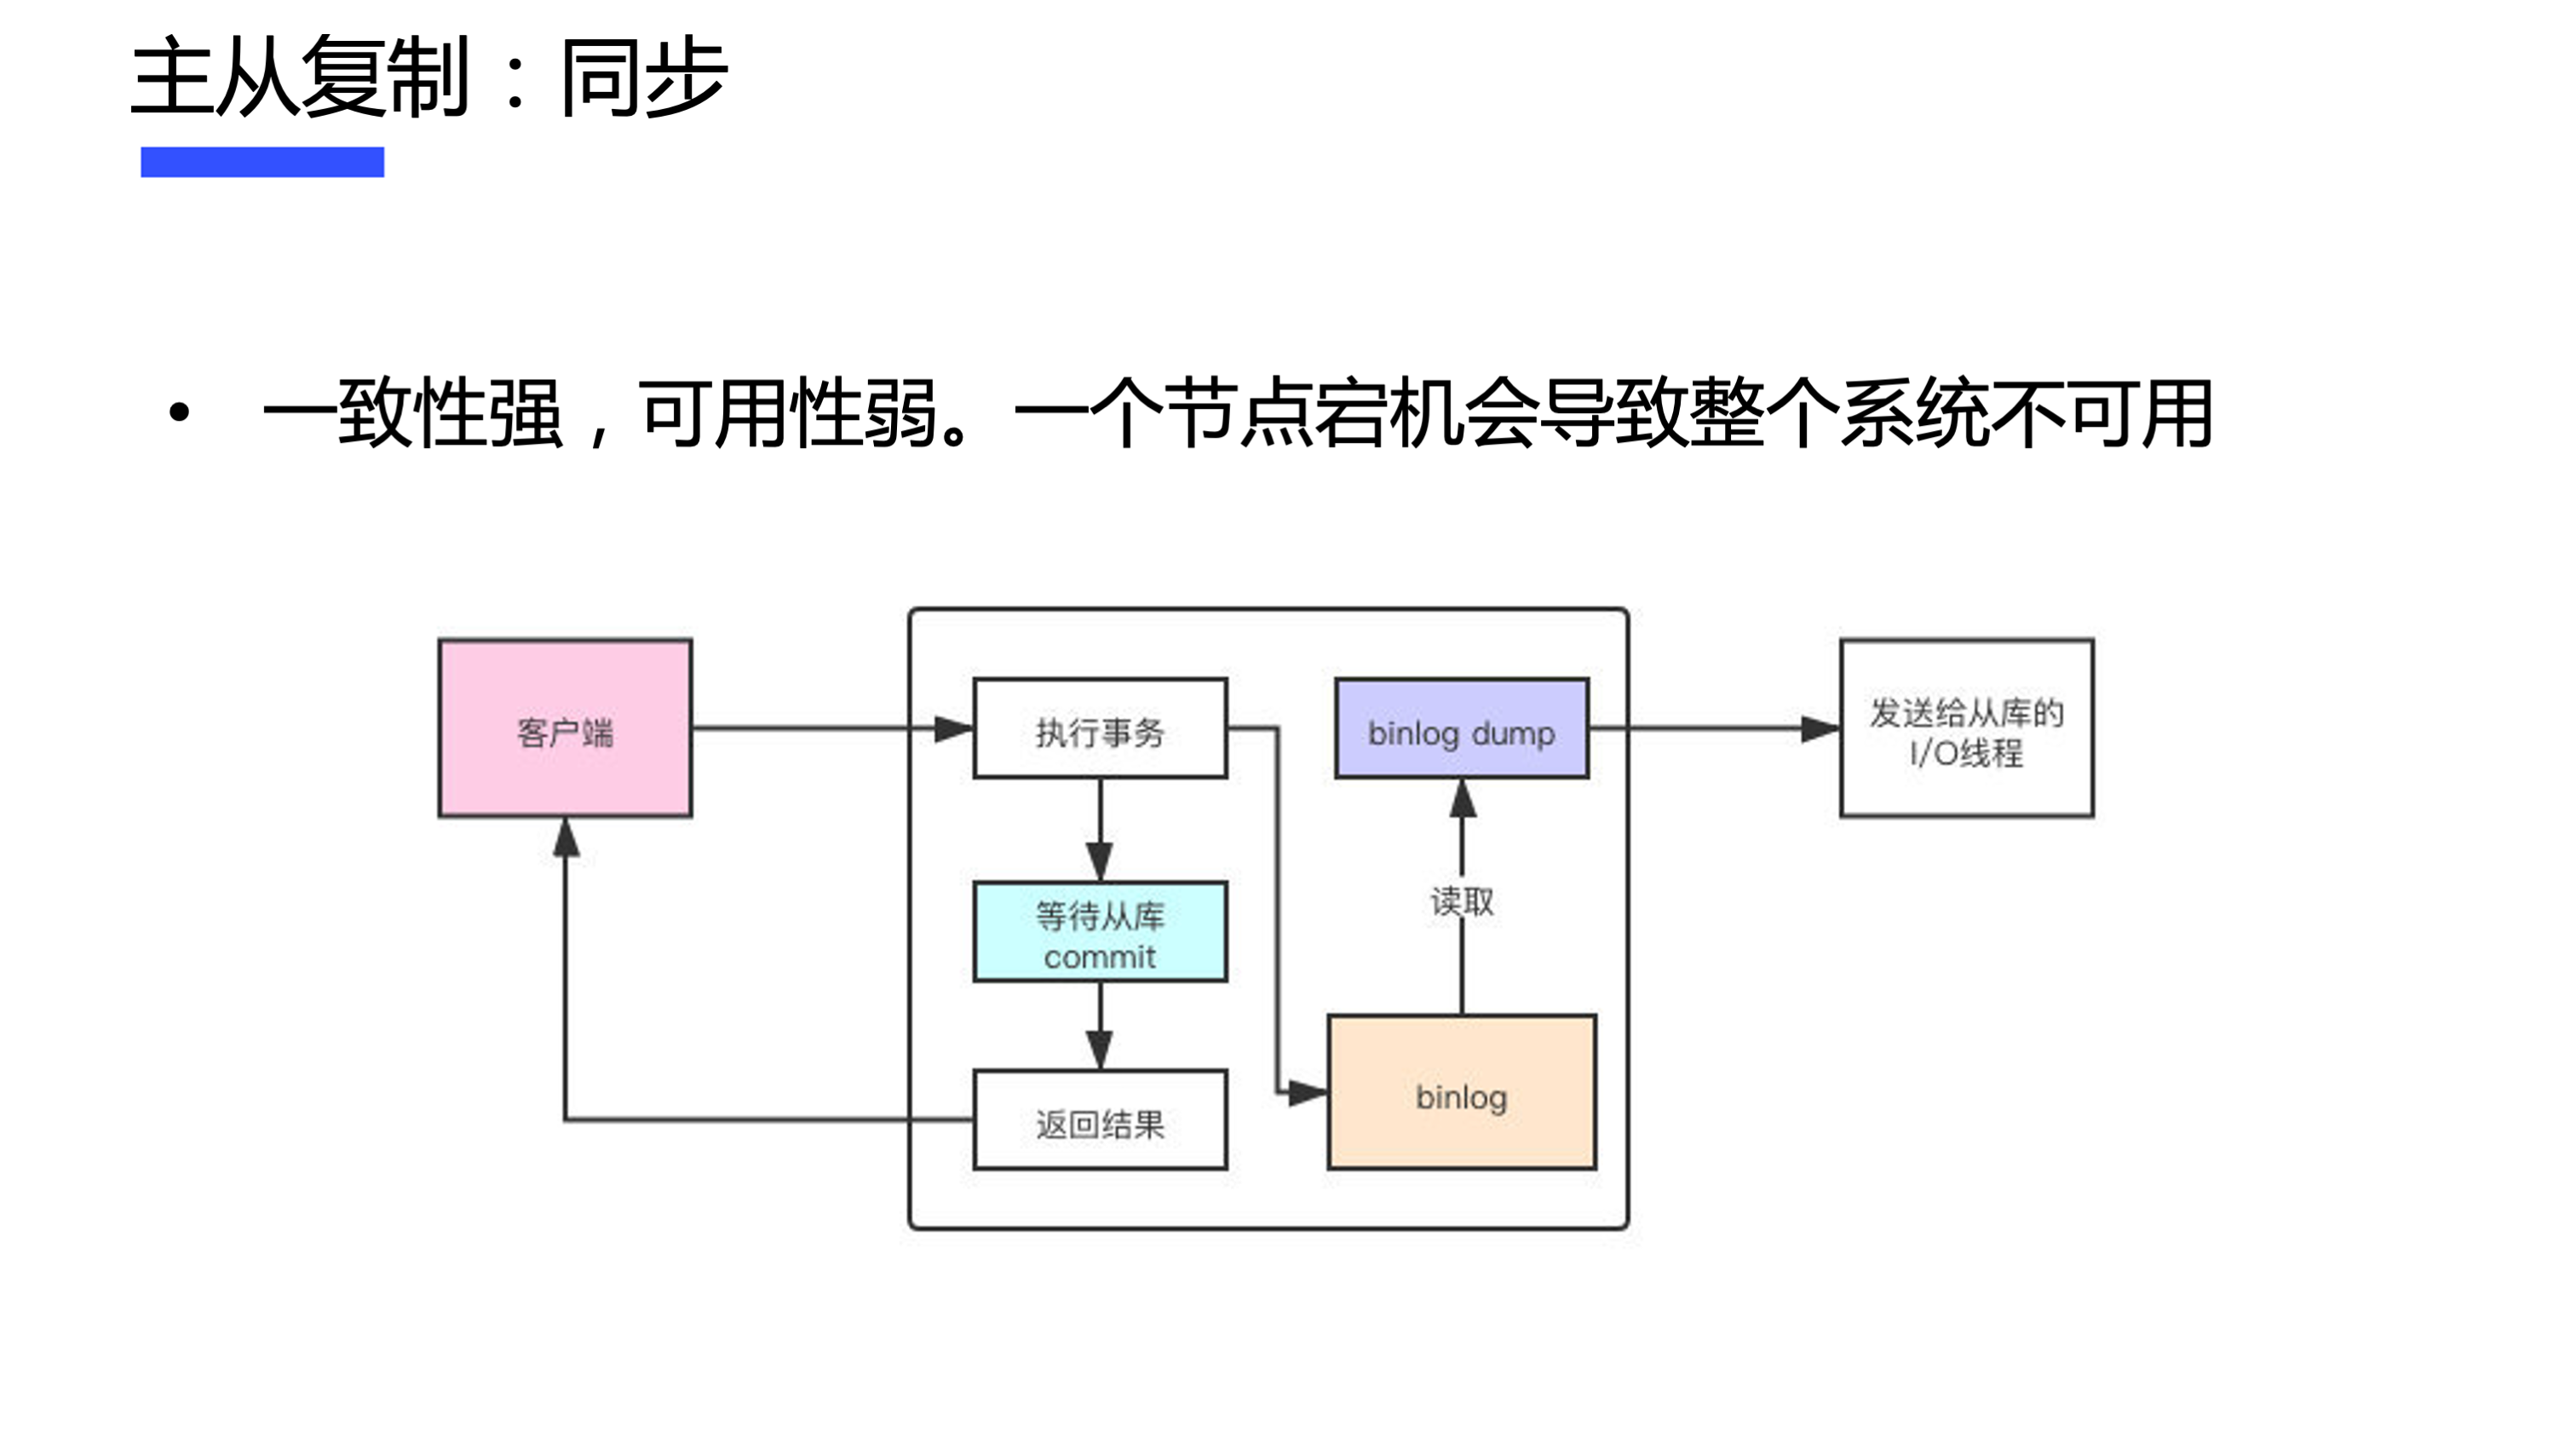 主从复制：同步
• 一致性强，可用性弱。一个节点宕机会导致整个系统不可用
客户端
执行事务
binlog dump
发送给从库的
I/O线程
等待从库
commit
读取
返回结果
binlog